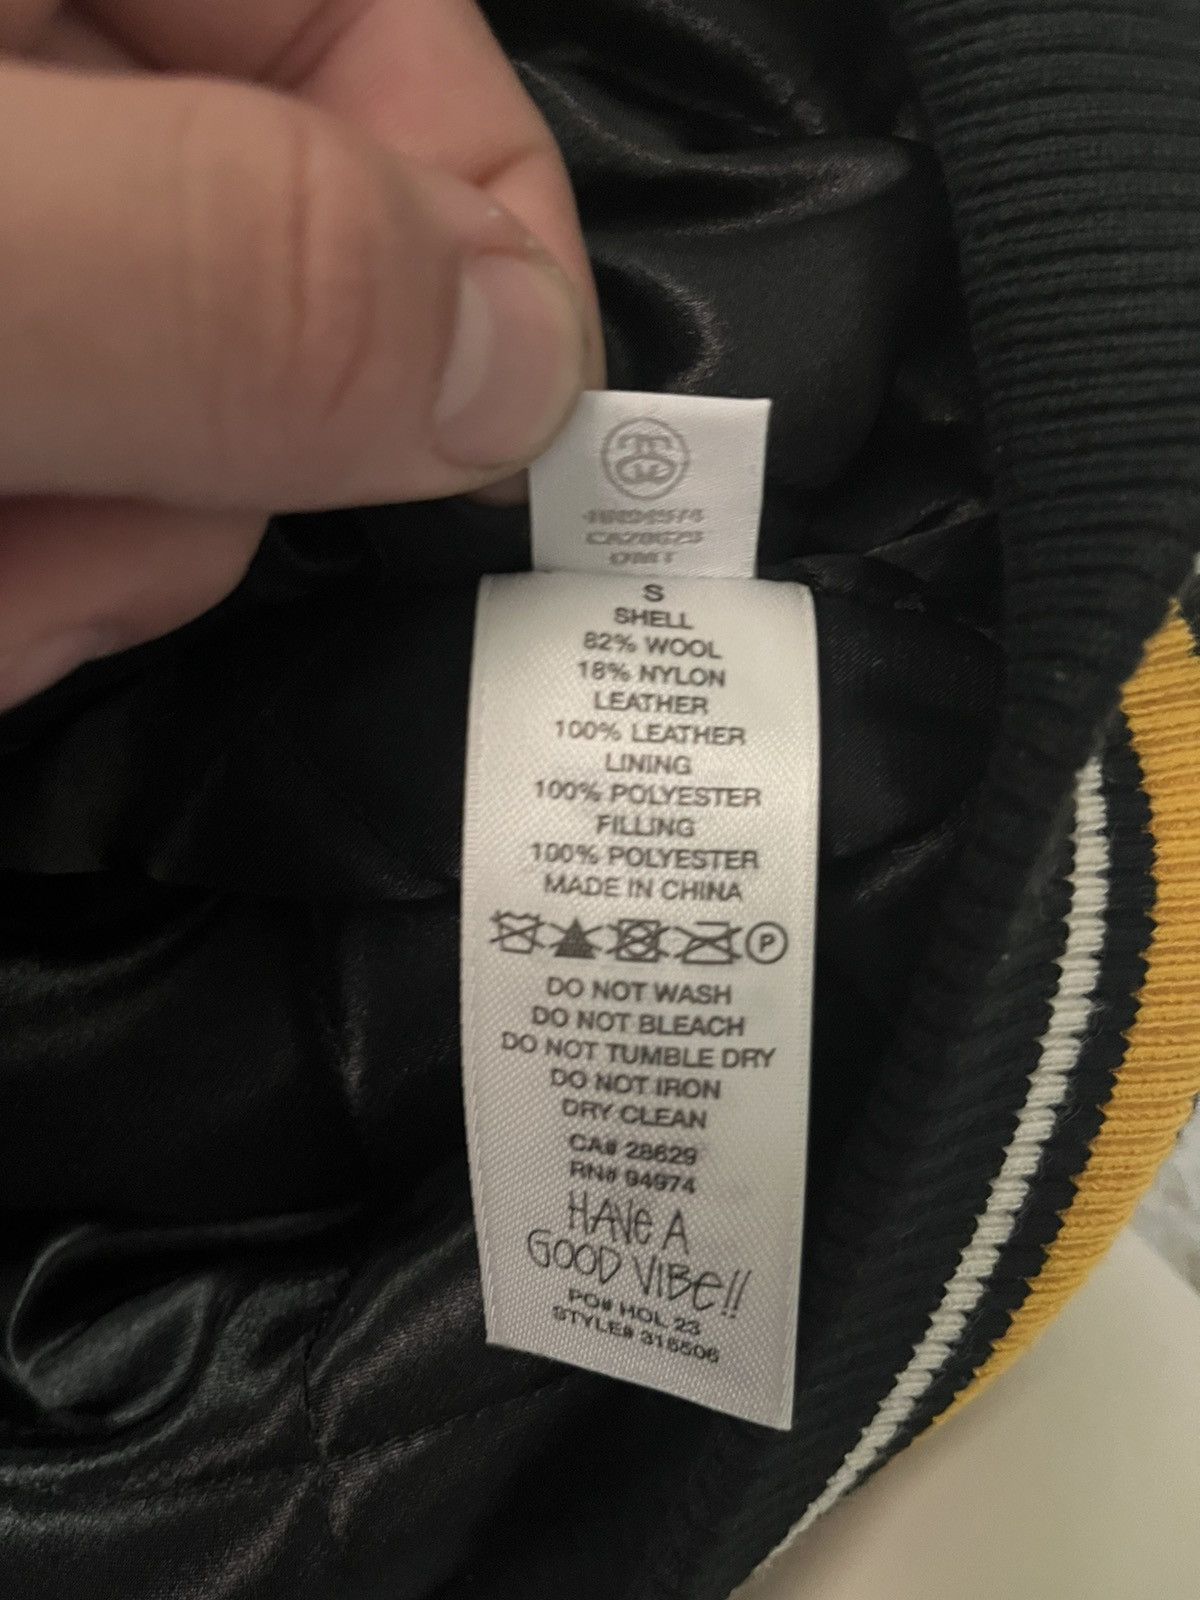 S
SHELL
82% WOOL
18% NYLON
LEATHER
100% LEATHER
LINING
100% POLYESTER
FILLING
100% POLYESTER
MADE IN CHINA
P
DO NOT WASH
DO NOT BLEACH
DO NOT TUMBLE DRY
DO NOT IRON
DRY CLEAN
CA# 28629
RN# 94974
HAVE A
GOOD VIBE!!
PO# HOL 23
STYLE# 315506